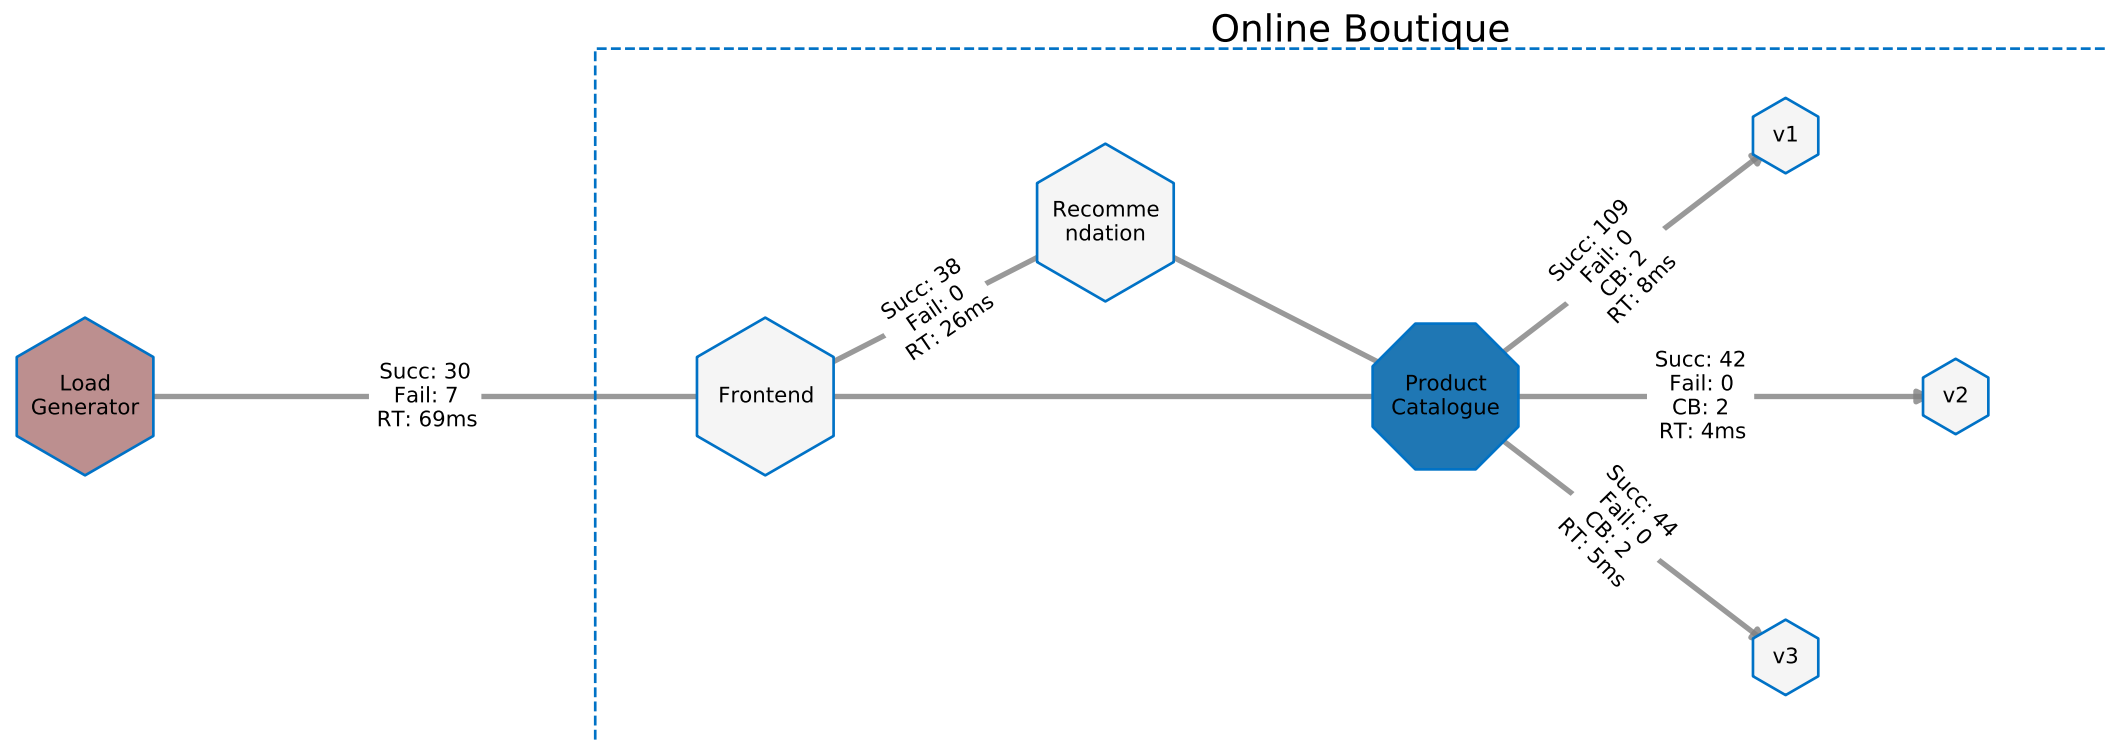 Online Boutique
Load
Generator
Succ: 30
Fail: 7
RT: 69ms
Frontend
Succ: 38
Fail: 0
RT: 26ms
Recomme
ndation
Product
Catalogue
Succ: 109
Fail: 0
CB: 2
RT: 8ms
v1
Succ: 42
Fail: 0
CB: 2
RT: 4ms
v2
Succ: 44
Fail: 0
CB: 2
RT: 5ms
v3